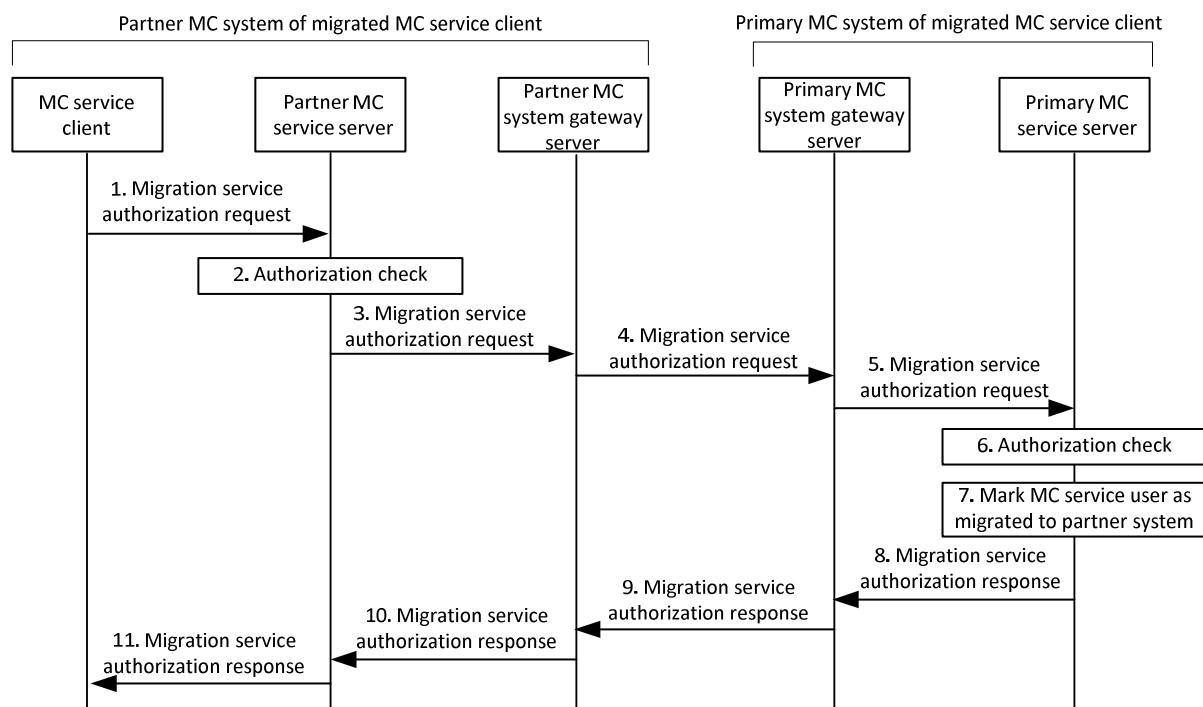 Partner MC system of migrated MC service client
Primary MC system of migrated MC service client
MC service
client
Partner MC
service server
Partner MC
system gateway
server
Primary MC
system gateway
server
Primary MC
service server
1. Migration service
authorization request
2. Authorization check
3. Migration service
authorization request
4. Migration service
authorization request
5. Migration service
authorization request
6. Authorization check
7. Mark MC service user as
migrated to partner system
8. Migration service
authorization response
9. Migration service
authorization response
10. Migration service
authorization response
11. Migration service
authorization response